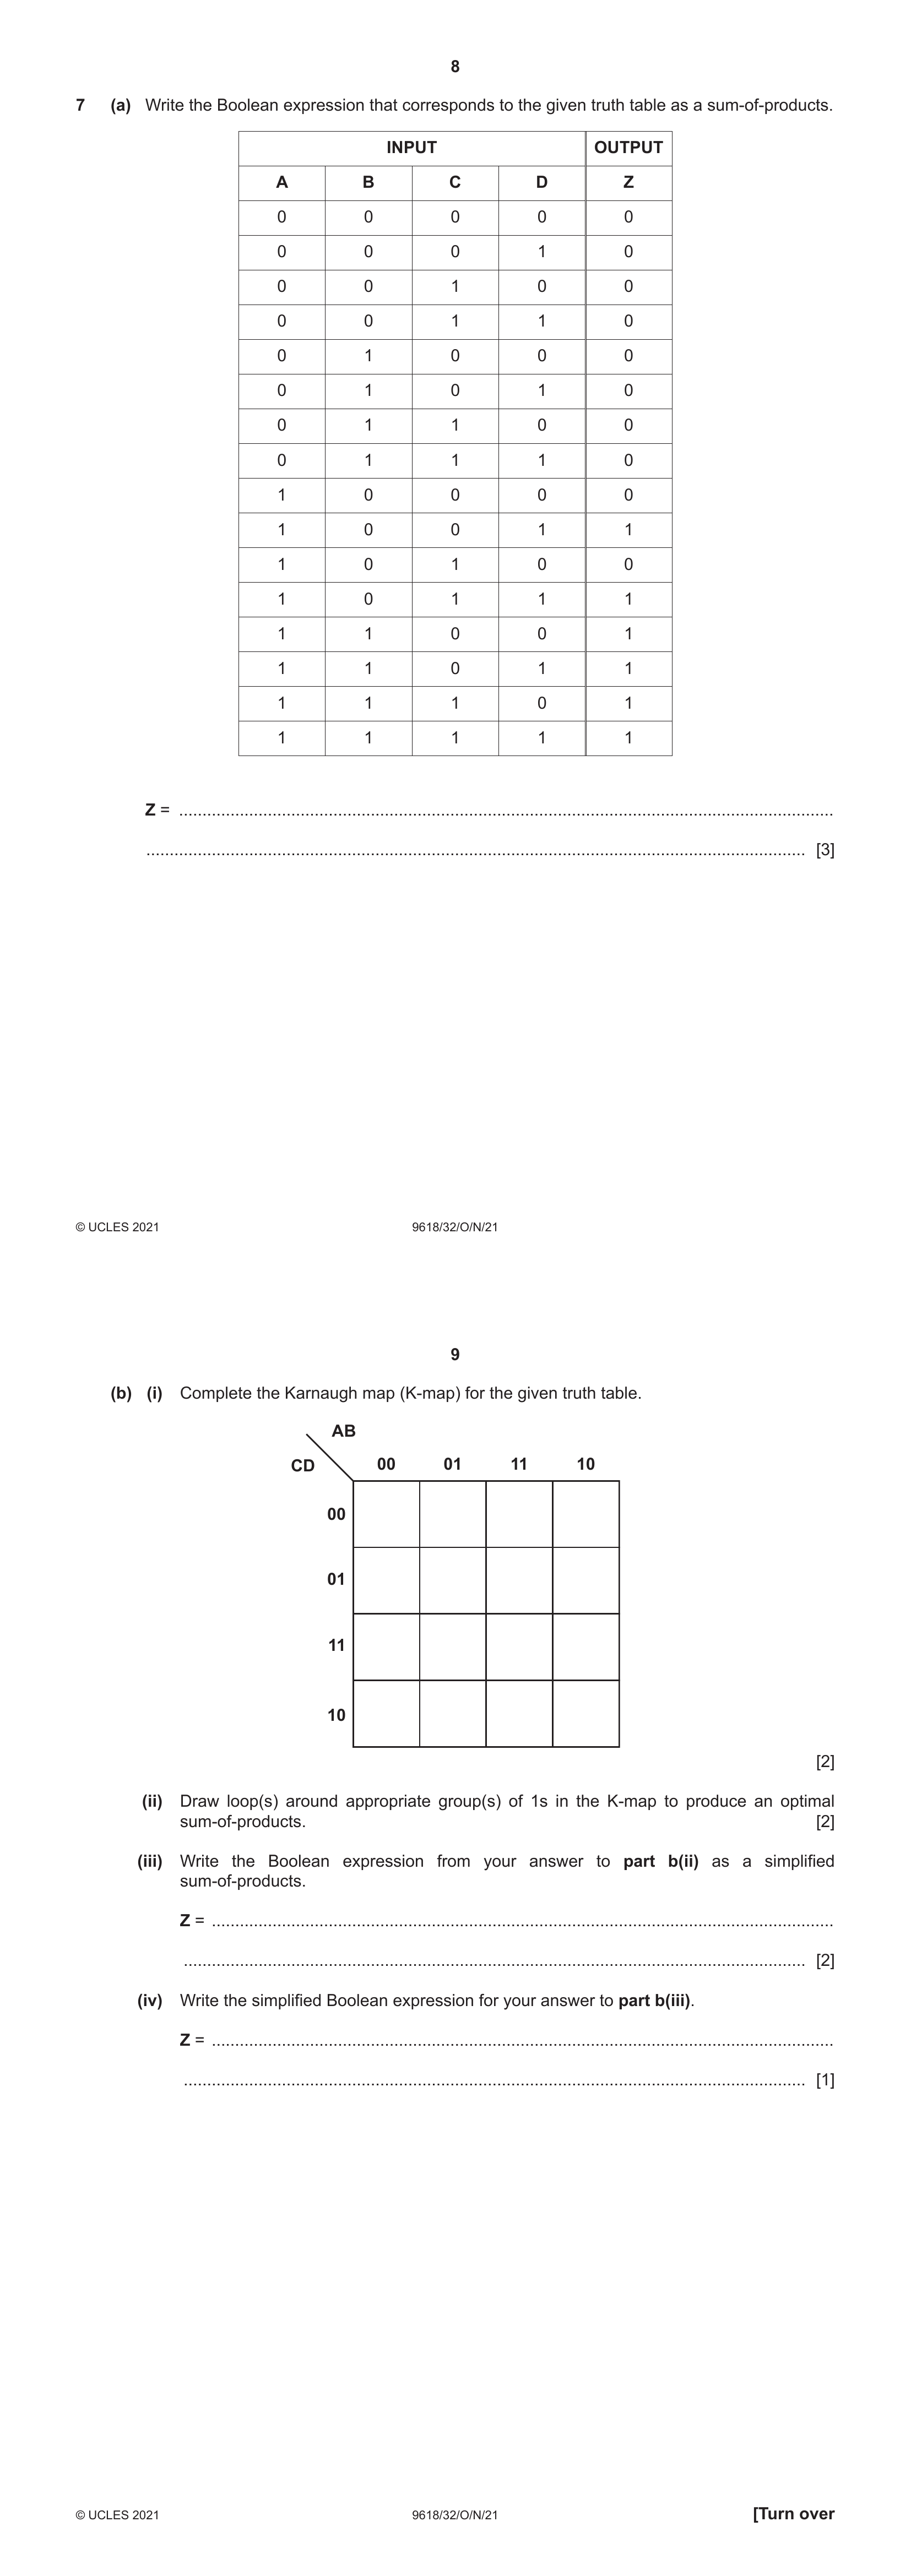 8
7 (a) Write the Boolean expression that corresponds to the given truth table as a sum-of-products.
INPUT OUTPUT
A B C D Z
0 0 0 0 0
0 0 0 1 0
0 0 1 0 0
0 0 1 1 0
0 1 0 0 0
0 1 0 1 0
0 1 1 0 0
0 1 1 1 0
1 0 0 0 0
1 0 0 1 1
1 0 1 0 0
1 0 1 1 1
1 1 0 0 1
1 1 0 1 1
1 1 1 0 1
1 1 1 1 1
Z = ............................................................................................................................................
............................................................................................................................................. [3]
© UCLES 2021 9618/32/O/N/21
9
(b) (i) Complete the Karnaugh map (K-map) for the given truth table.
AB
CD 00 01 11 10
00
01
11
10
[2]
(ii) Draw loop(s) around appropriate group(s) of 1s in the K-map to produce an optimal
sum-of-products. [2]
(iii) Write the Boolean expression from your answer to part b(ii) as a simplified
sum-of-products.
Z = .....................................................................................................................................
..................................................................................................................................... [2]
(iv) Write the simplified Boolean expression for your answer to part b(iii).
Z = .....................................................................................................................................
..................................................................................................................................... [1]
© UCLES 2021 9618/32/O/N/21 [Turn over